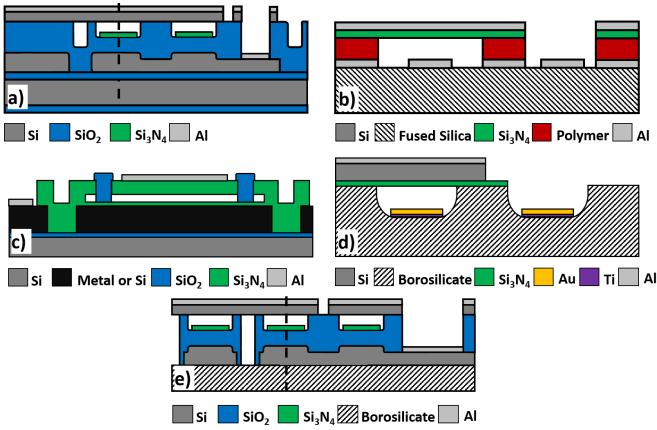 a)
Si SiO2 Si3N4 Al
b)
Si Fused Silica Si3N4 Polymer Al
c)
Si Metal or Si SiO2 Si3N4 Al
d)
Si Borosilicate Si3N4 Au Ti Al
e)
Si SiO2 Si3N4 Borosilicate Al